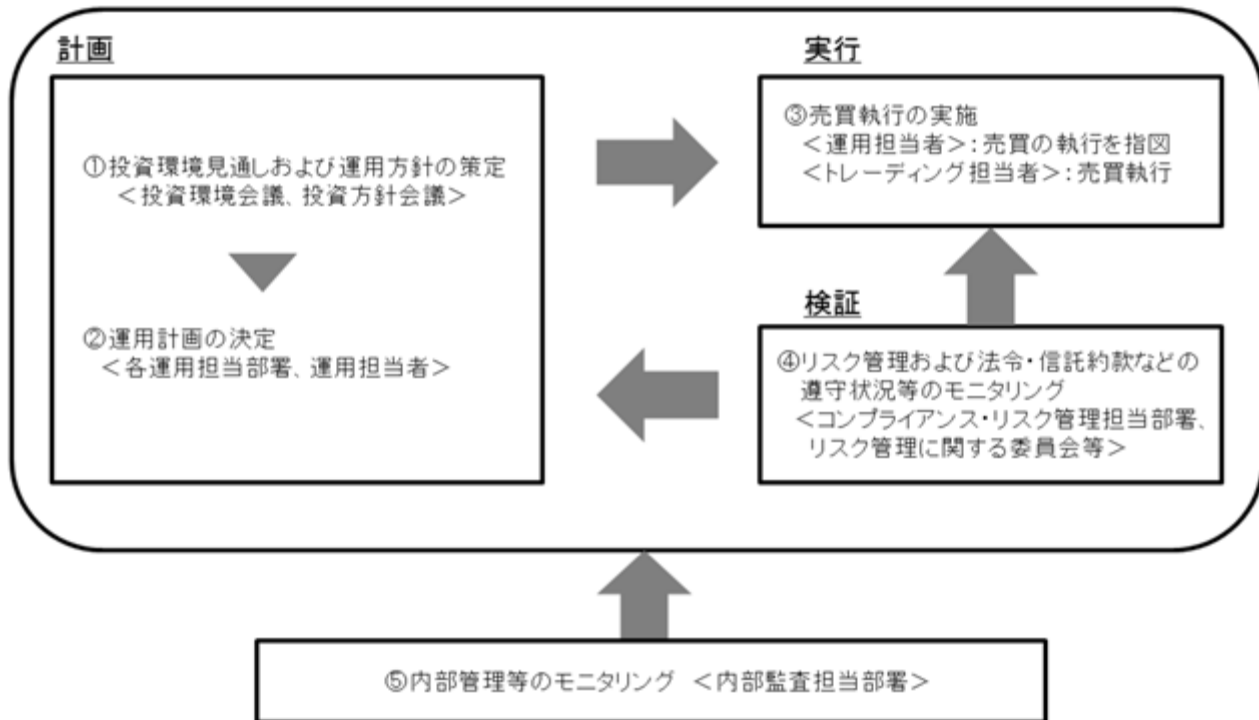 計画
①投資環境見通しおよび運用方針の策定
＜投資環境会議、投資方針会議＞
②運用計画の決定
＜各運用担当部署、運用担当者＞
実行
③売買執行の実施
＜運用担当者＞：売買の執行を指図
＜トレーディング担当者＞：売買執行
検証
④リスク管理および法令・信託約款などの
遵守状況等のモニタリング
＜コンプライアンス・リスク管理担当部署、
リスク管理に関する委員会等＞
⑤内部管理等のモニタリング ＜内部監査担当部署＞